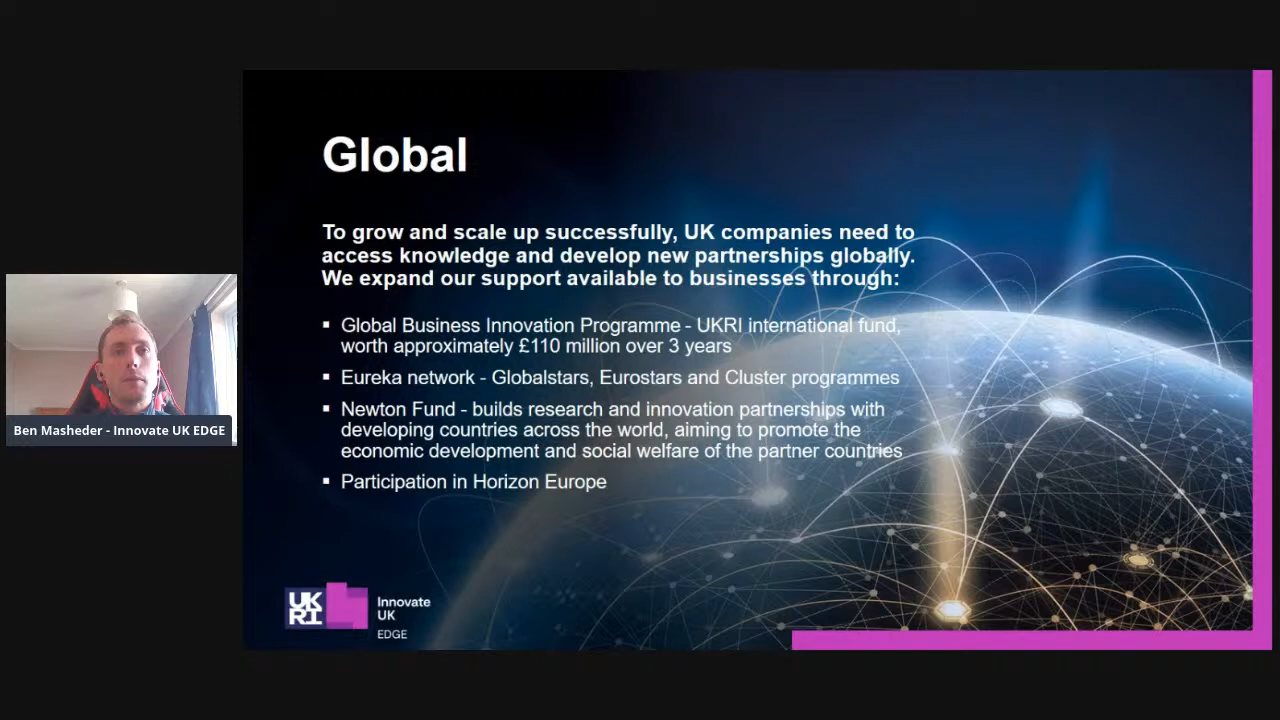 Global
To grow and scale up successfully, UK companies need to
access knowledge and develop new partnerships globally.
We expand our support available to businesses through:
▪ Global Business Innovation Programme - UKRI international fund,
worth approximately £110 million over 3 years
▪ Eureka network - Globalstars, Eurostars and Cluster programmes
▪ Newton Fund - builds research and innovation partnerships with
developing countries across the world, aiming to promote the
economic development and social welfare of the partner countries
▪ Participation in Horizon Europe
Ben Masheder - Innovate UK EDGE
UK
RI
Innovate
UK
EDGE